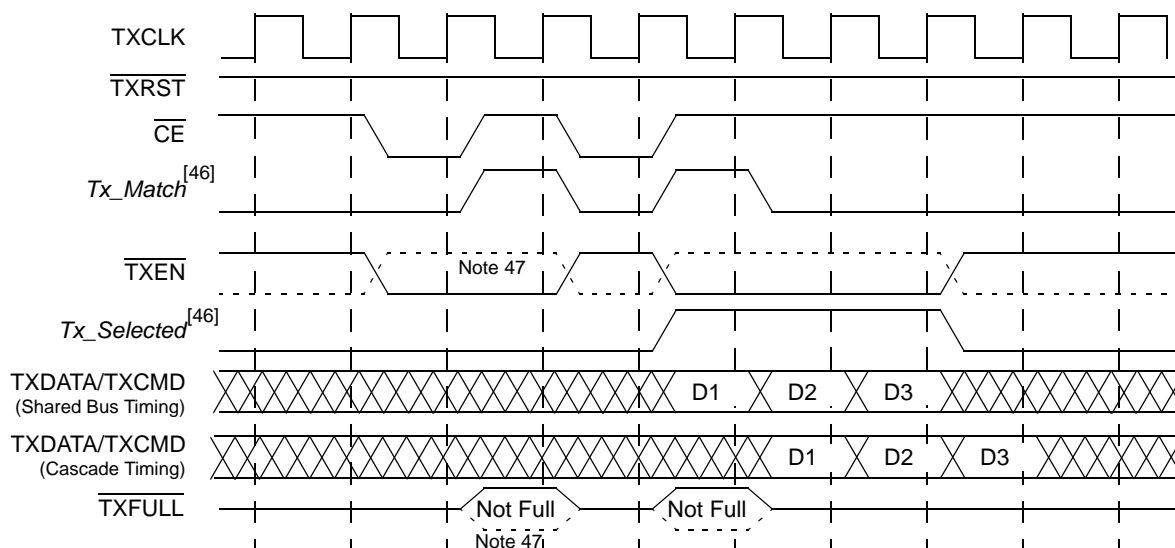 TXCLK
TXRST
CE
Tx_Match[46]
TXEN
Note 47
Tx_Selected[46]
TXDATA/TXCMD
(Shared Bus Timing)
D1 D2 D3
TXDATA/TXCMD
(Cascade Timing)
D1 D2 D3
TXFULL
Not Full Not Full
Note 47